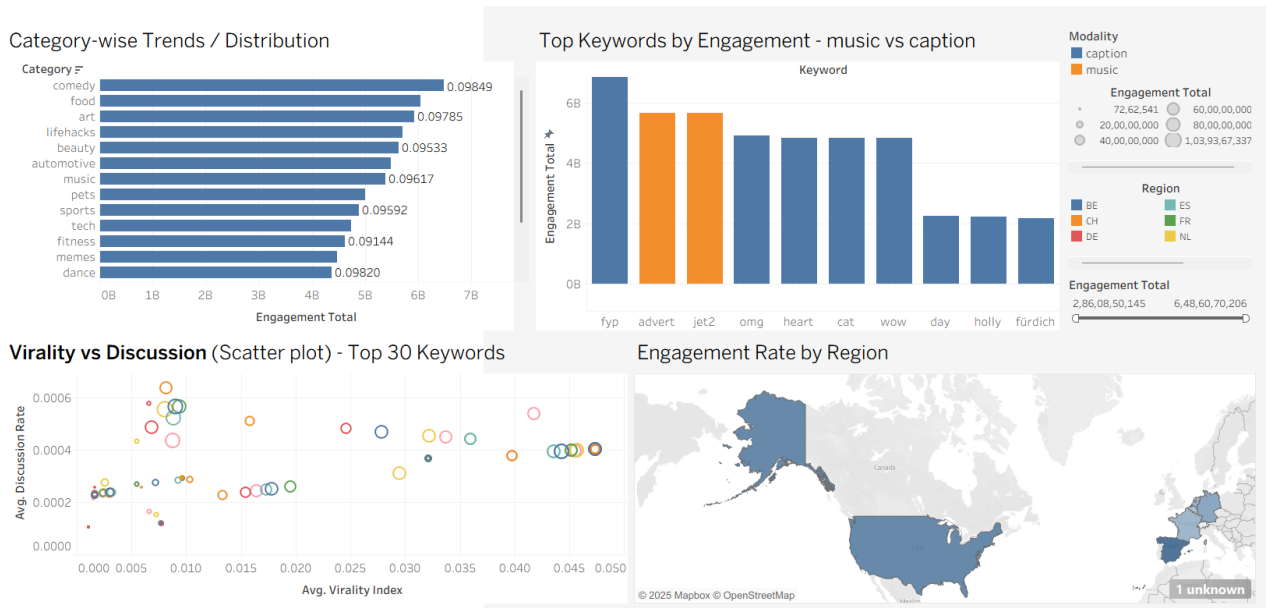 Category-wise Trends / Distribution
Category
comedy 0.09849
food
art 0.09785
lifehacks
beauty 0.09533
automotive
music 0.09617
pets
sports 0.09592
tech
fitness 0.09144
memes
dance 0.09820
0B 1B 2B 3B 4B 5B 6B 7B
Engagement Total
Top Keywords by Engagement - music vs caption
Keyword
Engagement Total
6B
4B
2B
0B
fyp advert jet2 omg heart cat wow day holly fürdich
Modality
caption
music
Engagement Total
72,62,541 60,00,00,000
20,00,00,000 80,00,00,000
40,00,00,000 1,03,93,67,337
Region
BE ES
CH FR
DE NL
Engagement Total
2,86,08,50,145 6,48,60,70,206
Virality vs Discussion (Scatter plot) - Top 30 Keywords
Avg. Discussion Rate
0.0006
0.0004
0.0002
0.0000
0.000 0.005 0.010 0.015 0.020 0.025 0.030 0.035 0.040 0.045 0.050
Avg. Virality Index
Engagement Rate by Region
Canada
Mexico
© 2025 Mapbox © OpenStreetMap
1 unknown